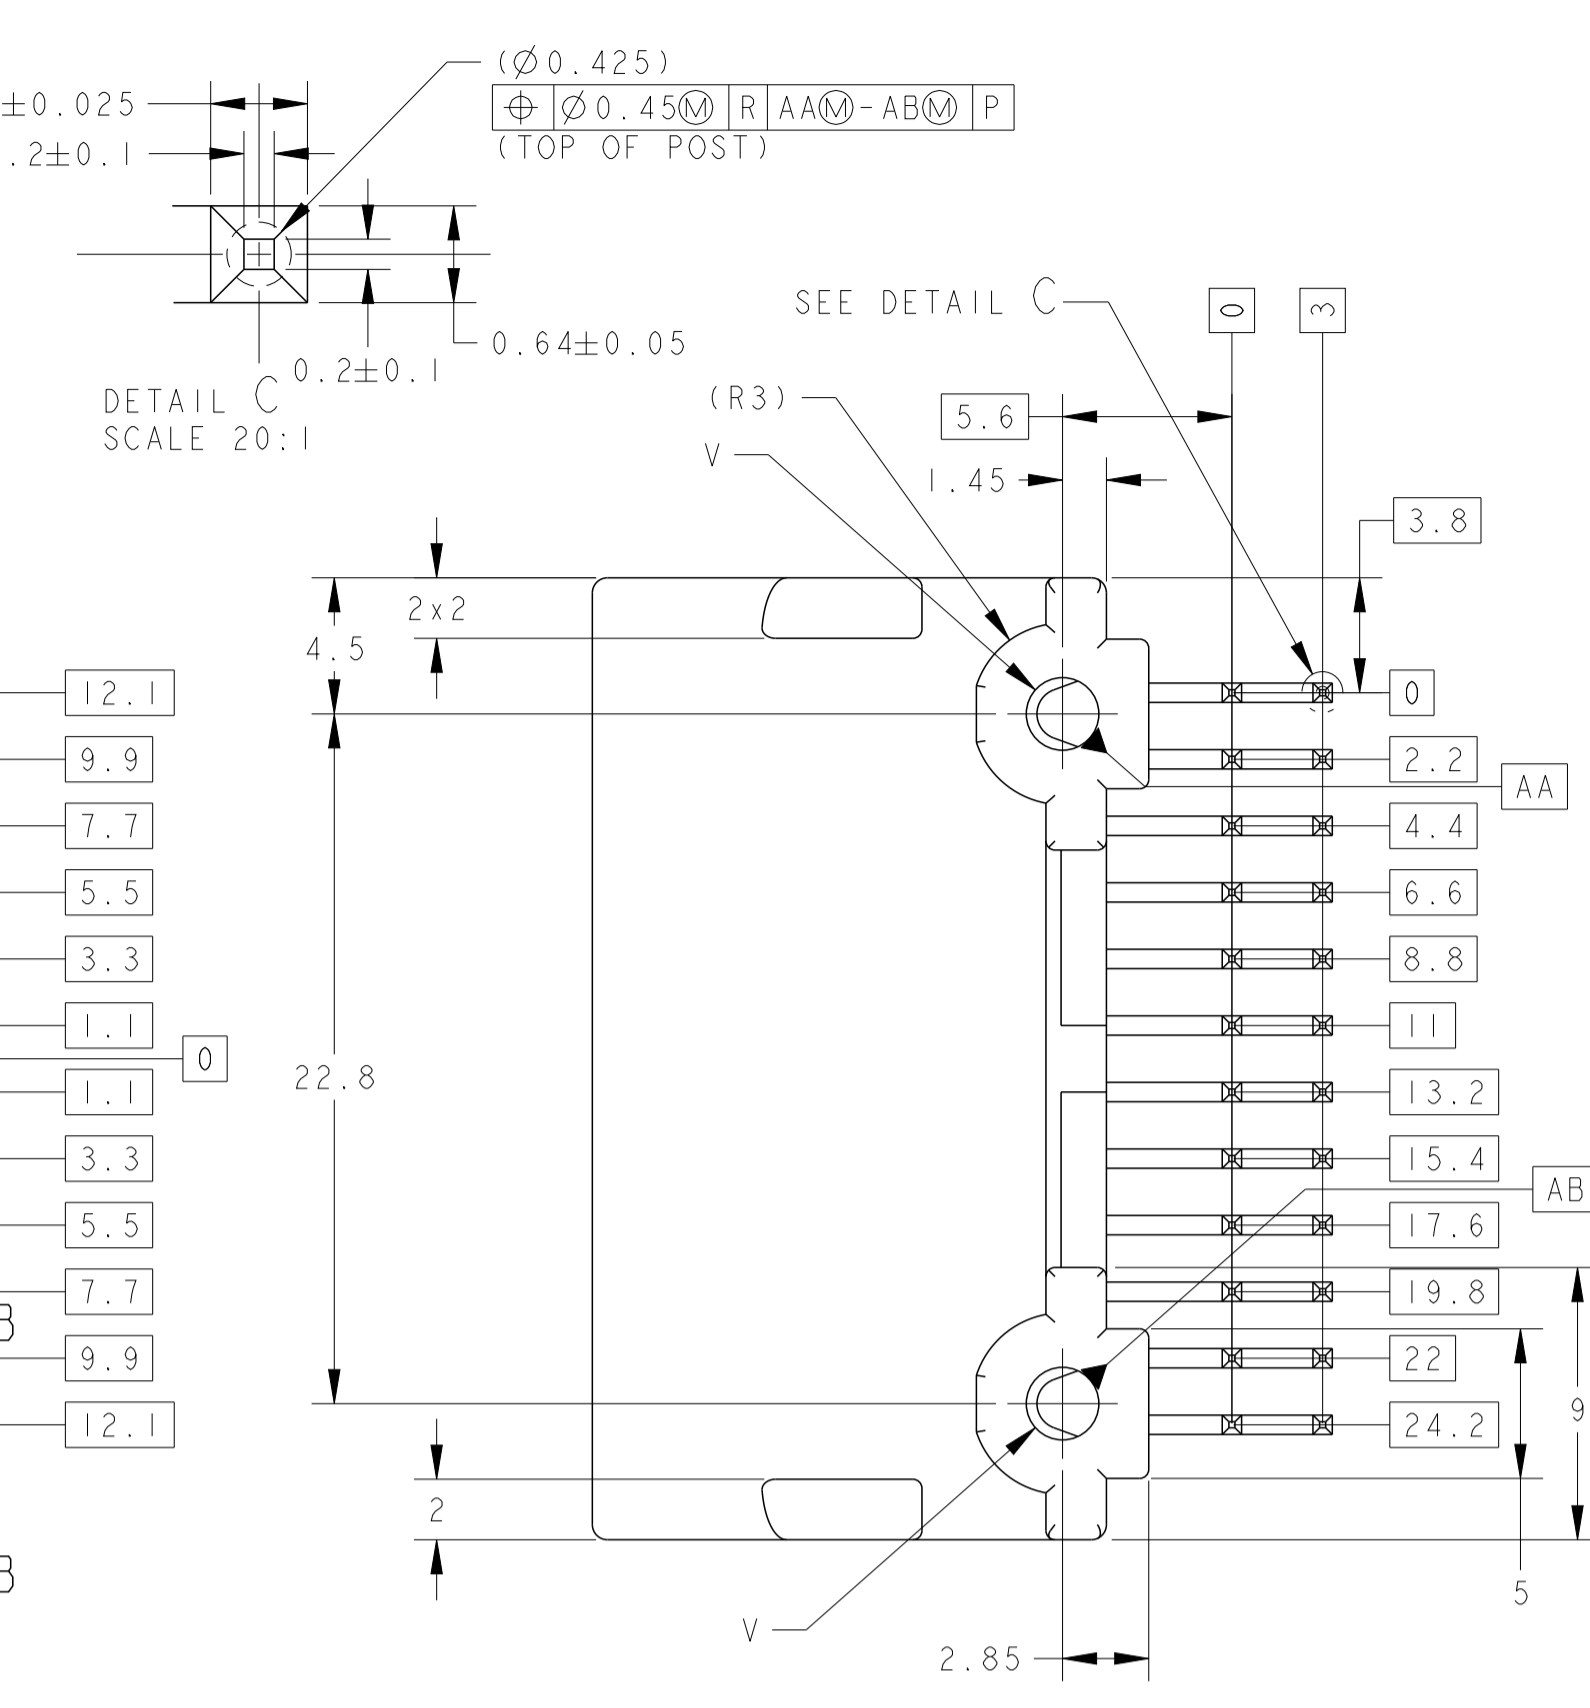 (Ø0.425)
±0.025
⌖ Ø0.45Ⓜ R AAⓂ-ABⓂ P
.2±0.1
(TOP OF POST)
0.64±0.05
0.2±0.1
DETAIL C
SCALE 20:1
SEE DETAIL C
0
3
(R3)
5.6
V
1.45
3.8
2x2
4.5
12.1
0
9.9
2.2
AA
7.7
4.4
5.5
6.6
3.3
8.8
1.1
11
0
22.8
1.1
13.2
3.3
15.4
AB
5.5
17.6
7.7
19.8
B
9.9
22
9
12.1
24.2
2
B
5
V
2.85